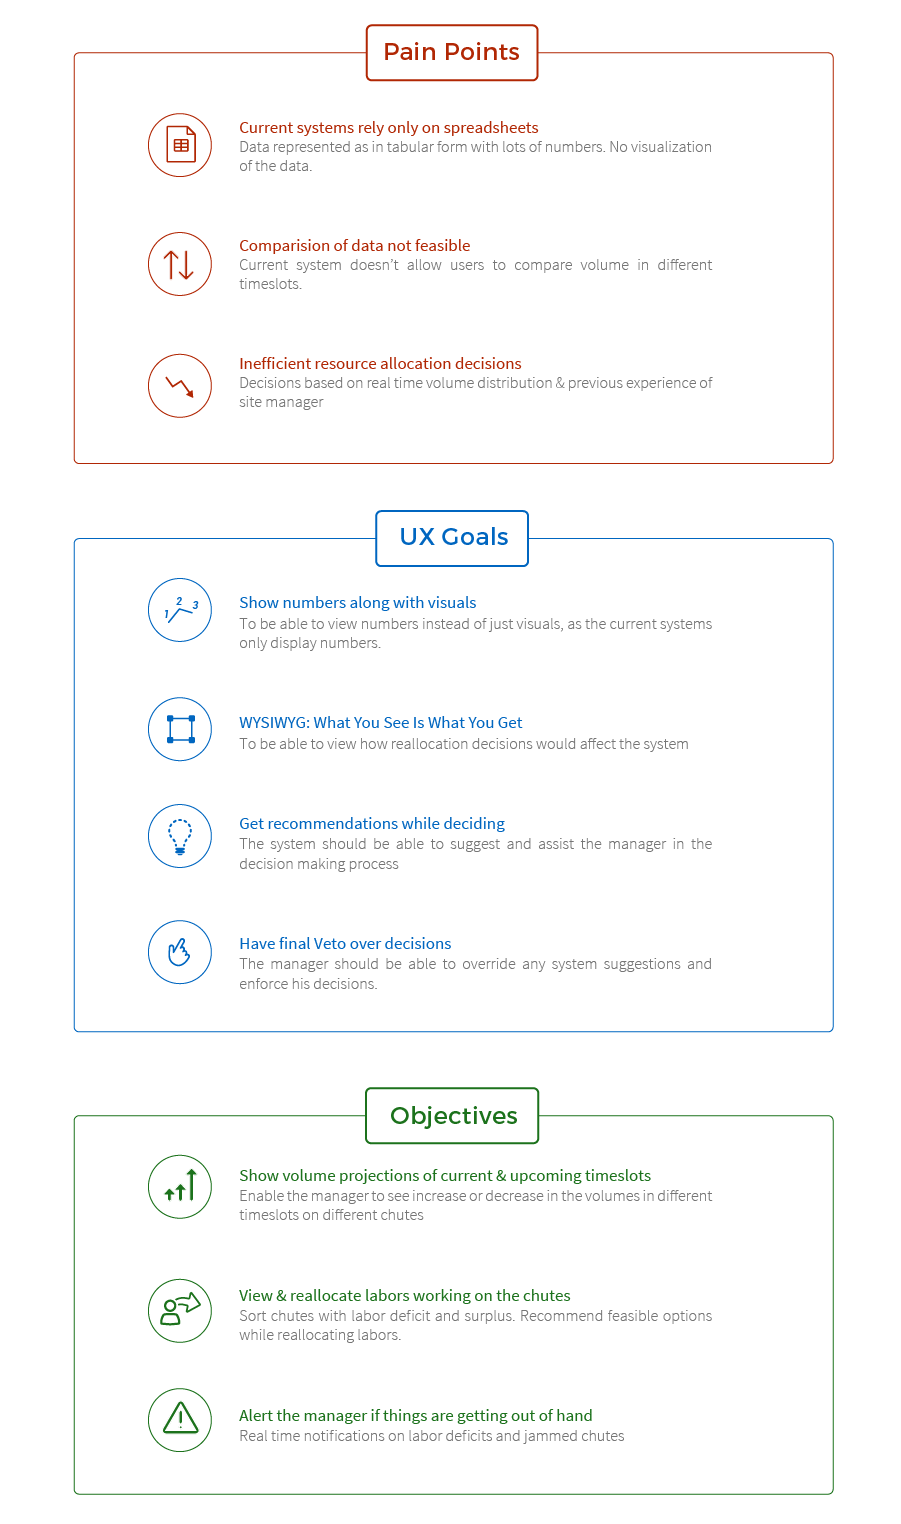 Pain Points
Current systems rely only on spreadsheets
Data represented as in tabular form with lots of numbers. No visualization
of the data.
Comparision of data not feasible
Current system doesn't allow users to compare volume in different
timeslots.
Inefficient resource allocation decisions
Decisions based on real time volume distribution & previous experience of
site manager
UX Goals
1 2 3
Show numbers along with visuals
To be able to view numbers instead of just visuals, as the current systems
only display numbers.
WYSIWYG: What You See Is What You Get
To be able to view how reallocation decisions would affect the system
Get recommendations while deciding
The system should be able to suggest and assist the manager in the
decision making process
Have final Veto over decisions
The manager should be able to override any system suggestions and
enforce his decisions.
Objectives
Show volume projections of current & upcoming timeslots
Enable the manager to see increase or decrease in the volumes in different
timeslots on different chutes
View & reallocate labors working on the chutes
Sort chutes with labor deficit and surplus. Recommend feasible options
while reallocating labors.
Alert the manager if things are getting out of hand
Real time notifications on labor deficits and jammed chutes